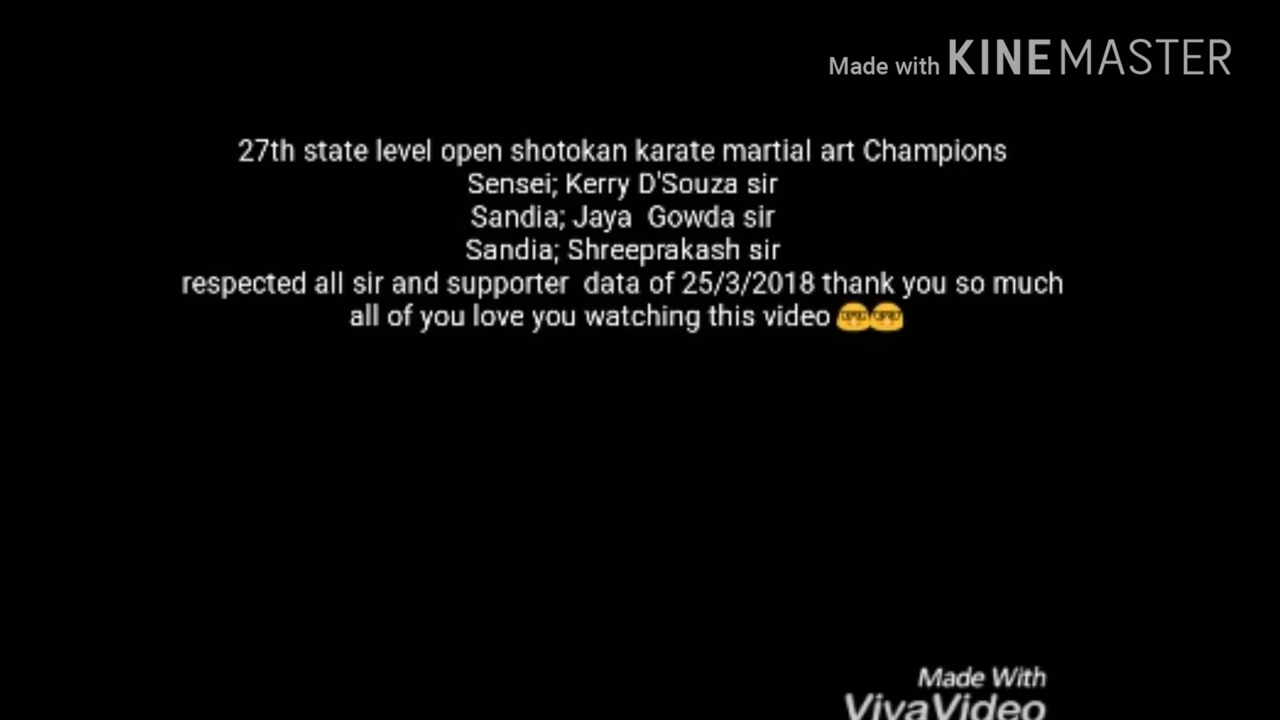 Made with KINEMASTER
27th state level open shotokan karate martial art Champions
Sensei; Kerry D'Souza sir
Sandia; Jaya  Gowda sir
Sandia; Shreeprakash sir
respected all sir and supporter  data of 25/3/2018 thank you so much
all of you love you watching this video 🤓🤓
Made With
VivaVideo